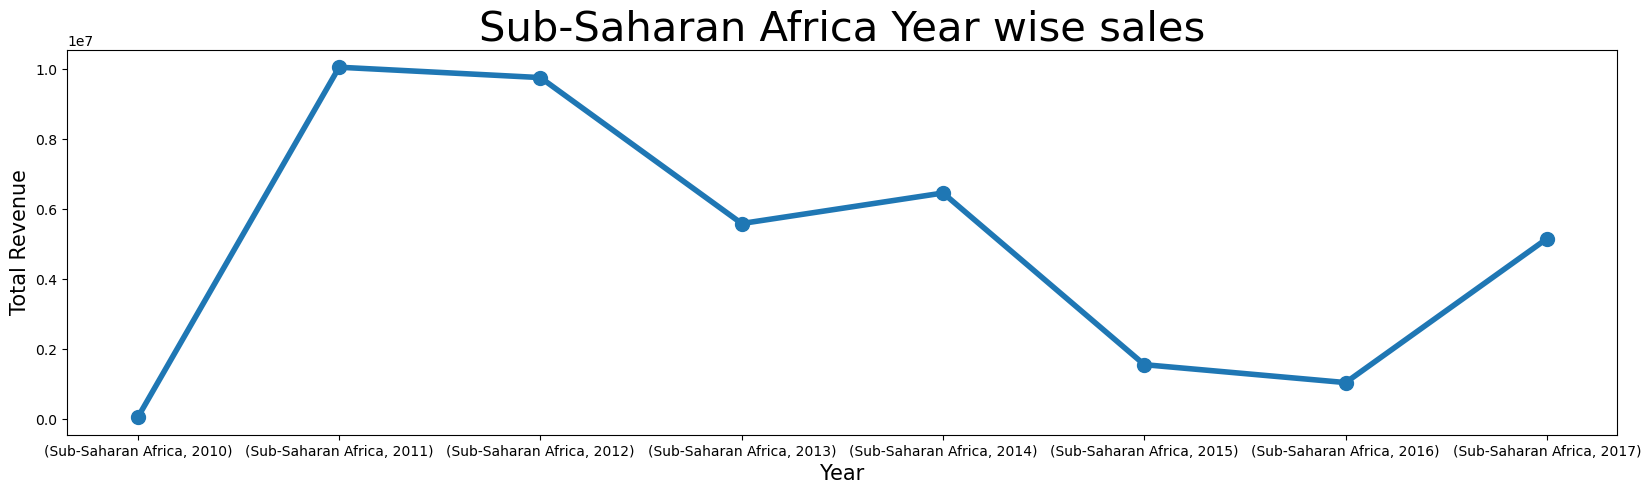 Sub-Saharan Africa Year wise sales
1e7
1.0
0.8
0.6
0.4
0.2
0.0
Total Revenue
(Sub-Saharan Africa, 2010) (Sub-Saharan Africa, 2011) (Sub-Saharan Africa, 2012) (Sub-Saharan Africa, 2013) (Sub-Saharan Africa, 2014) (Sub-Saharan Africa, 2015) (Sub-Saharan Africa, 2016) (Sub-Saharan Africa, 2017)
Year